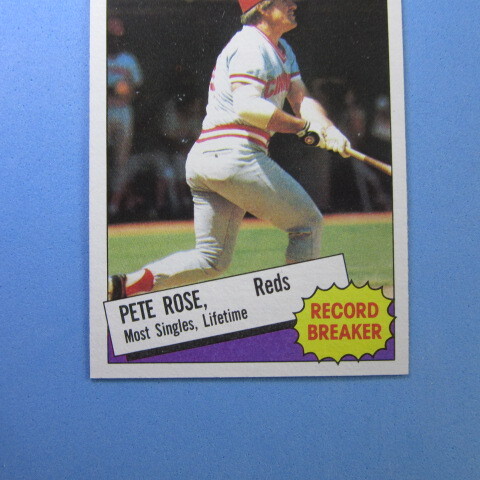 PETE ROSE, Reds
Most Singles, Lifetime
RECORD
BREAKER